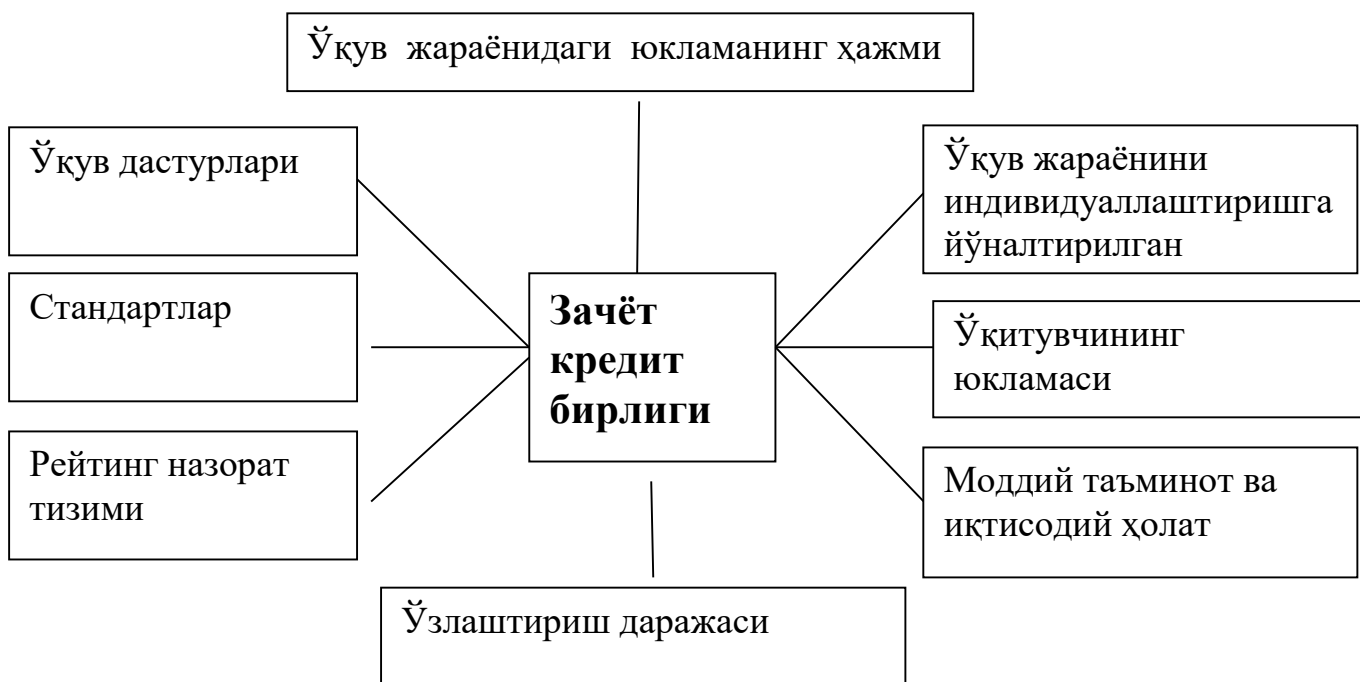 Ўқув жараёнидаги юкламанинг ҳажми
Ўқув дастурлари
Ўқув жараёнини
индивидуаллаштиришга
йўналтирилган
Стандартлар
Зачёт
кредит
бирлиги
Ўқитувчининг
юкламаси
Рейтинг назорат
тизими
Моддий таъминот ва
иқтисодий ҳолат
Ўзлаштириш даражаси